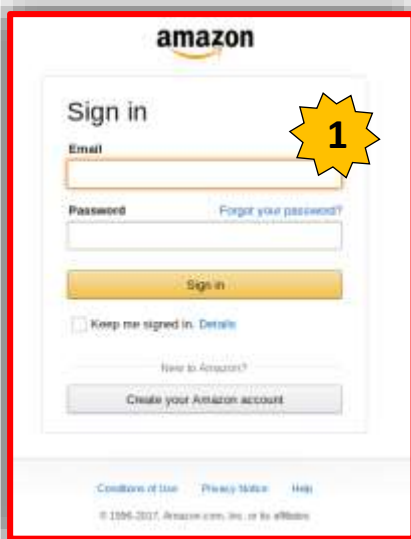 amazon
Sign in
1
Email
Password Forgot your password?
Sign in
Keep me signed in. Details
New to Amazon?
Create your Amazon account
Conditions of Use Privacy Notice Help
© 1996-2017, Amazon.com, Inc. or its affiliates